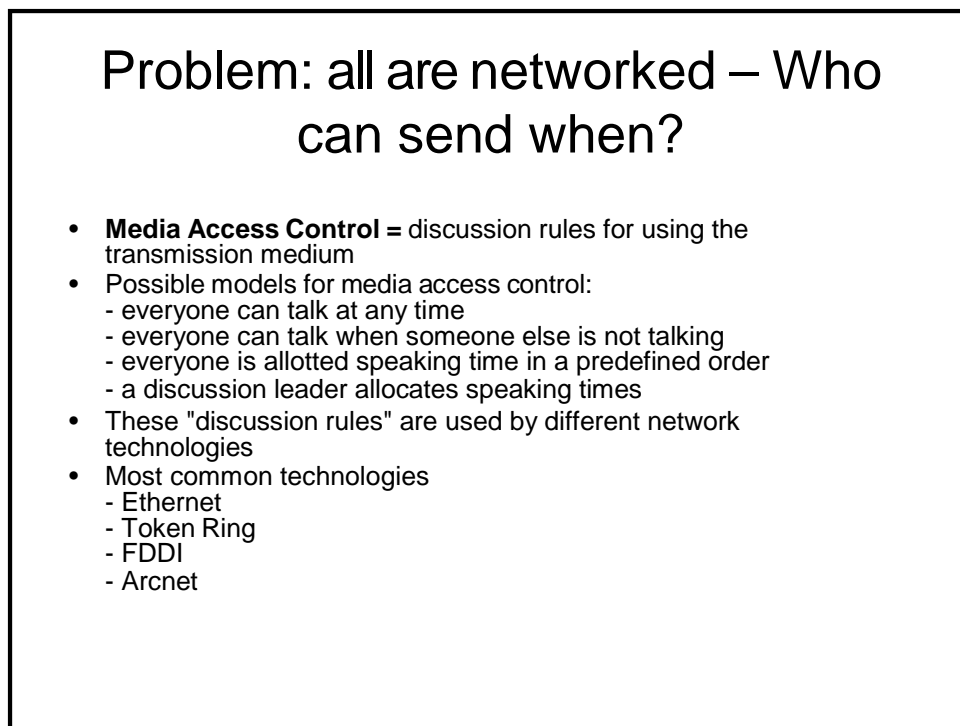 Problem: all are networked – Who
can send when?
• Media Access Control = discussion rules for using the
transmission medium
• Possible models for media access control:
- everyone can talk at any time
- everyone can talk when someone else is not talking
- everyone is allotted speaking time in a predefined order
- a discussion leader allocates speaking times
• These "discussion rules" are used by different network
technologies
• Most common technologies
- Ethernet
- Token Ring
- FDDI
- Arcnet